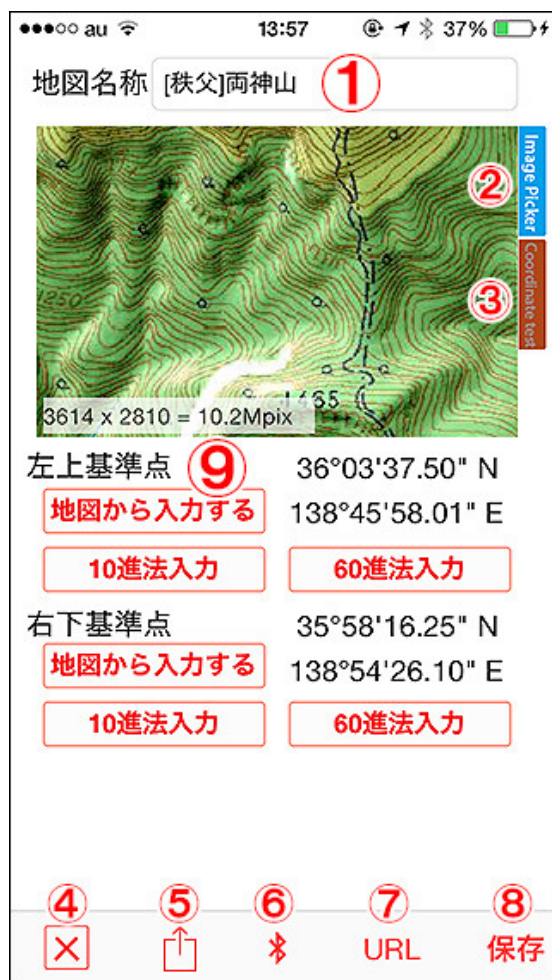 ●●●○○ au 13:57 37%
地図名称 [秩父]両神山 ①
Image Picker ②
Coordinate test ③
1250
1465
3614 x 2810 = 10.2Mpix
左上基準点 ⑨ 36°03'37.50" N
地図から入力する 138°45'58.01" E
10進法入力 60進法入力
右下基準点 35°58'16.25" N
地図から入力する 138°54'26.10" E
10進法入力 60進法入力
④ ⑤ ⑥ ⑦ ⑧
URL 保存